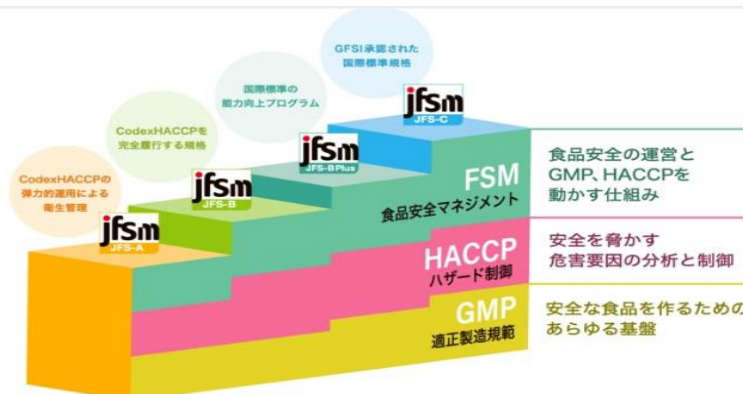 GFSI承認された
国際標準規格
国際標準の
能力向上プログラム
CodexHACCPを
完全履行する規格
CodexHACCPの
弾力的運用による
衛生管理
jfsm
JFS-C
jfsm
JFS-B Plus
jfsm
JFS-B
jfsm
JFS-A
FSM
食品安全マネジメント
食品安全の運営と
GMP、HACCPを
動かす仕組み
HACCP
ハザード制御
安全を脅かす
危害要因の分析と制御
GMP
適正製造規範
安全な食品を作るための
あらゆる基盤